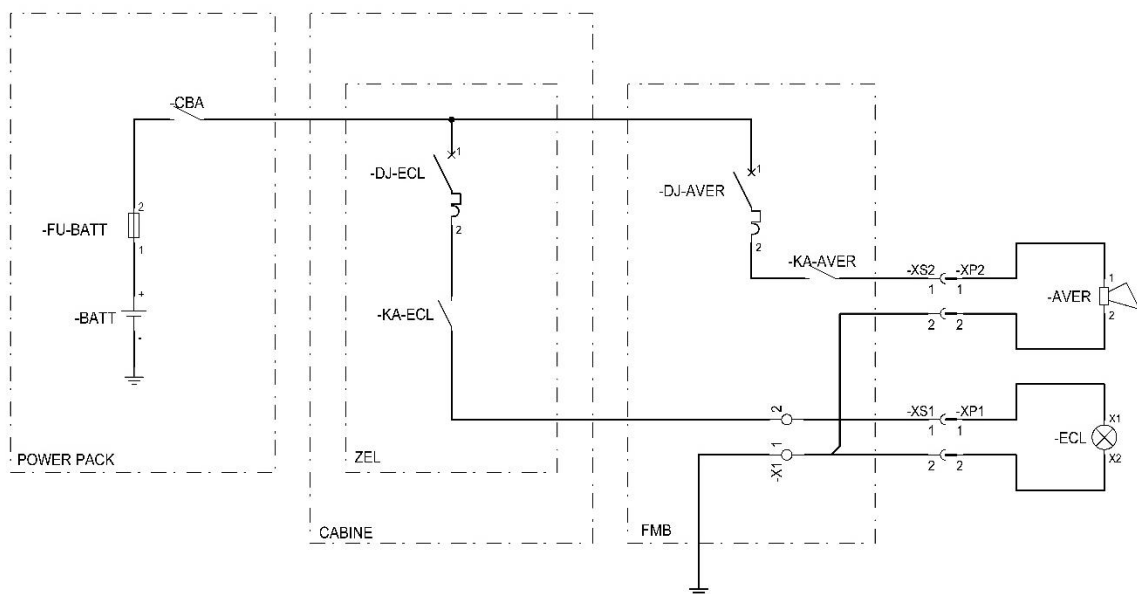 -CBA
1
-DJ-ECL
2
1
-DJ-AVER
2
2
-FU-BATT
1
-KA-AVER
-XS2 -XP2
1 1
1
-AVER
2
+
-BATT
-
-KA-ECL
2 2
2
-XS1 -XP1
1 1
X1
-ECL
X2
1
-X1
2 2
POWER PACK
ZEL
CABINE
FMB